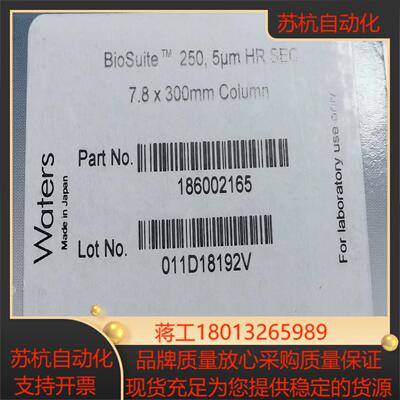 苏杭自动化
BioSuite™ 250, 5µm HR SEC
7.8 x 300mm Column
Part No.
186002165
Lot No.
011D18192V
Waters
Made in Japan
For laboratory use only
蒋工18013265989
苏杭自动化
支持开票
品牌质量放心采购质量保证
现货充足为您提供稳定的货源